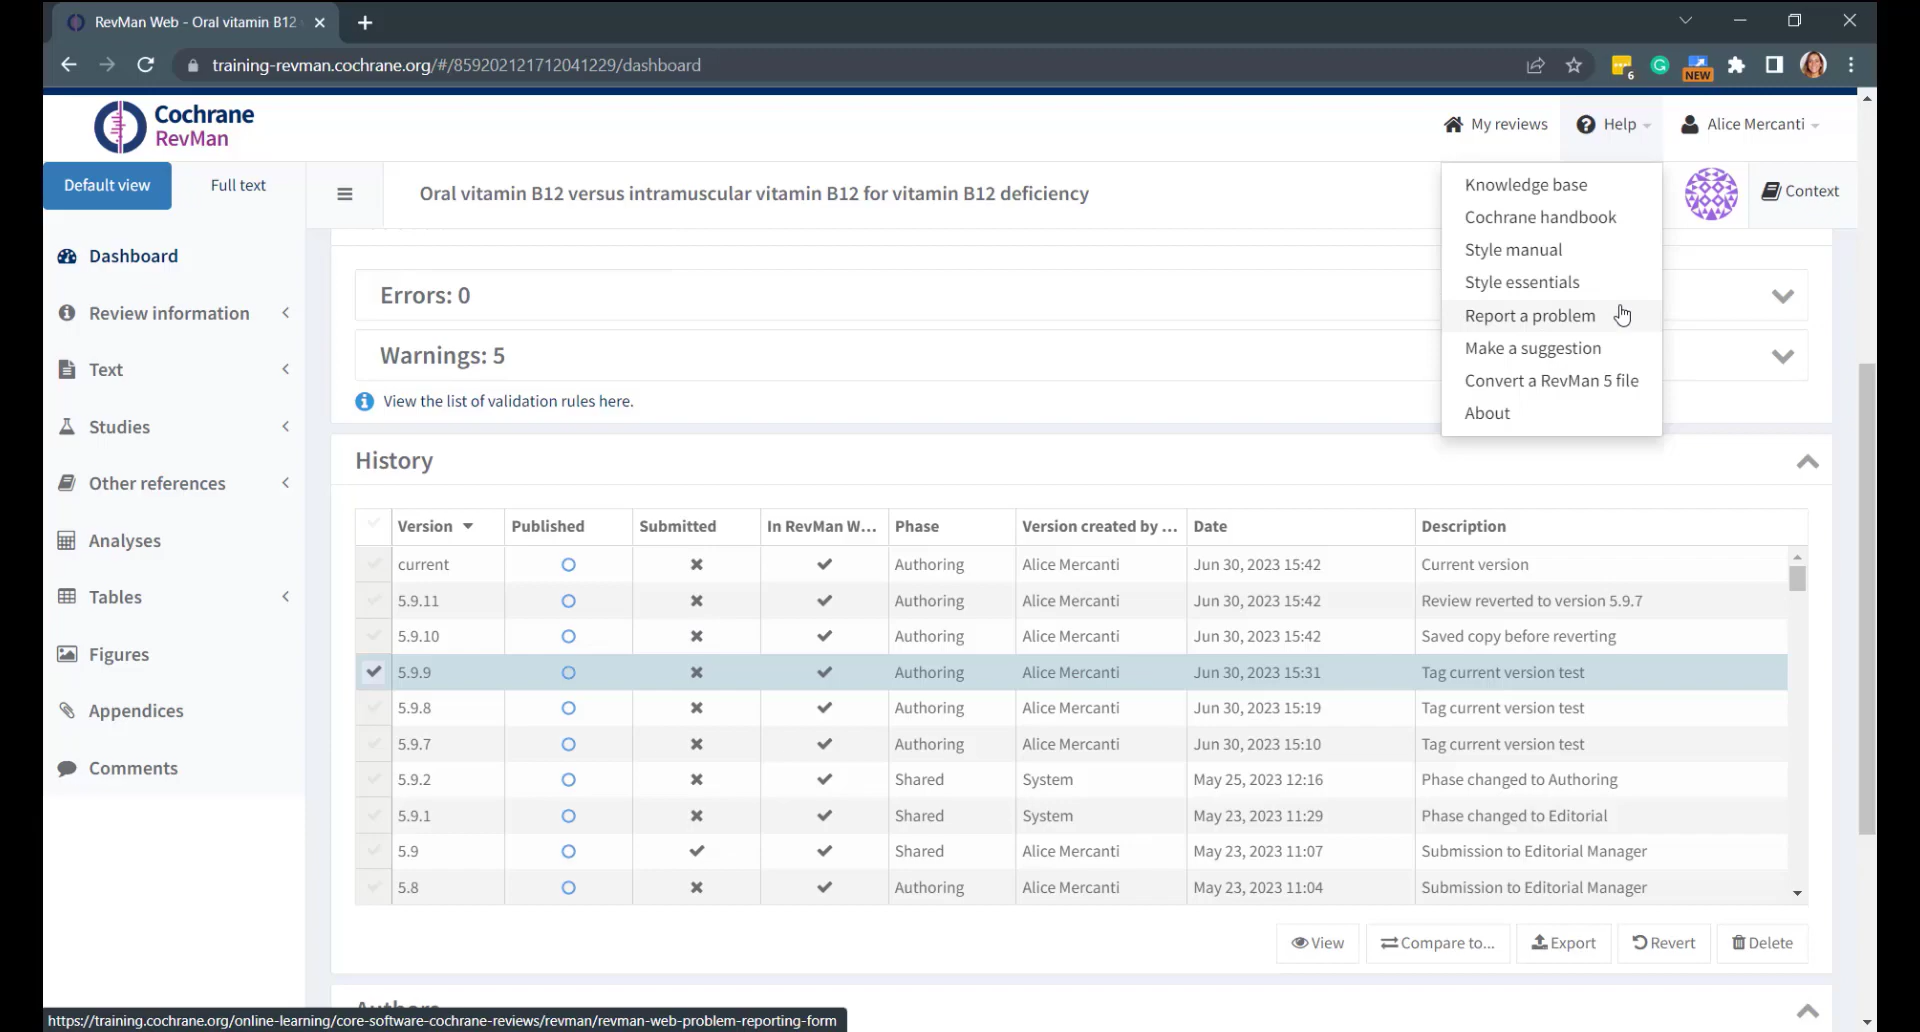 RevMan Web - Oral vitamin B12
training-revman.cochrane.org/#/859202121712041229/dashboard
6
NEW
Cochrane
RevMan
My reviews
Help
Alice Mercanti
Default view
Full text
Oral vitamin B12 versus intramuscular vitamin B12 for vitamin B12 deficiency
Context
Knowledge base
Cochrane handbook
Style manual
Style essentials
Report a problem
Make a suggestion
Convert a RevMan 5 file
About
Dashboard
Review information
Text
Studies
Other references
Analyses
Tables
Figures
Appendices
Comments
Errors: 0
Warnings: 5
View the list of validation rules here.
History
Version Published Submitted In RevMan W... Phase Version created by ... Date Description
current Authoring Alice Mercanti Jun 30, 2023 15:42 Current version
5.9.11 Authoring Alice Mercanti Jun 30, 2023 15:42 Review reverted to version 5.9.7
5.9.10 Authoring Alice Mercanti Jun 30, 2023 15:42 Saved copy before reverting
5.9.9 Authoring Alice Mercanti Jun 30, 2023 15:31 Tag current version test
5.9.8 Authoring Alice Mercanti Jun 30, 2023 15:19 Tag current version test
5.9.7 Authoring Alice Mercanti Jun 30, 2023 15:10 Tag current version test
5.9.2 Shared System May 25, 2023 12:16 Phase changed to Authoring
5.9.1 Shared System May 23, 2023 11:29 Phase changed to Editorial
5.9 Shared Alice Mercanti May 23, 2023 11:07 Submission to Editorial Manager
5.8 Authoring Alice Mercanti May 23, 2023 11:04 Submission to Editorial Manager
View
Compare to...
Export
Revert
Delete
Authors
https://training.cochrane.org/online-learning/core-software-cochrane-reviews/revman/revman-web-problem-reporting-form